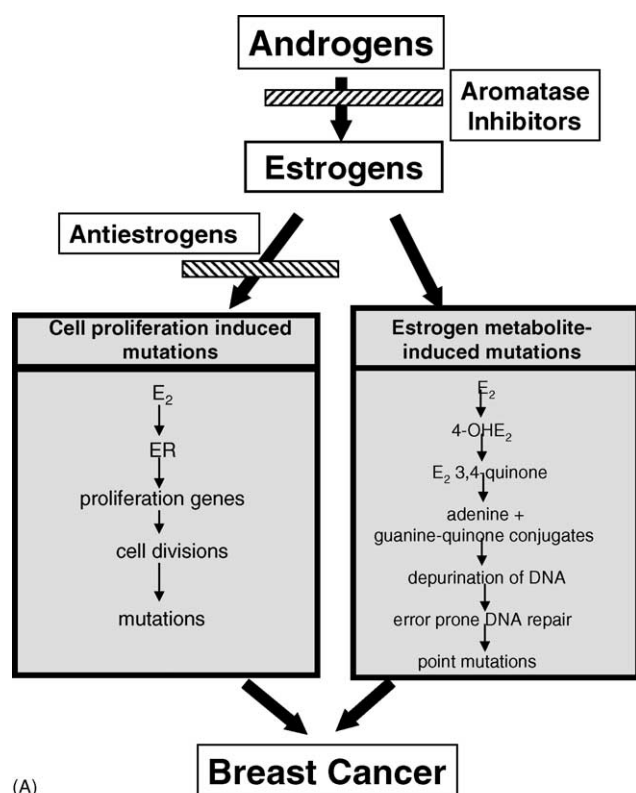 Androgens
Aromatase
Inhibitors
Estrogens
Antiestrogens
Cell proliferation induced
mutations
E₂
ER
proliferation genes
cell divisions
mutations
Estrogen metabolite-
induced mutations
E₂
4-OHE₂
E₂ 3,4-quinone
adenine +
guanine-quinone conjugates
depurination of DNA
error prone DNA repair
point mutations
Breast Cancer
(A)